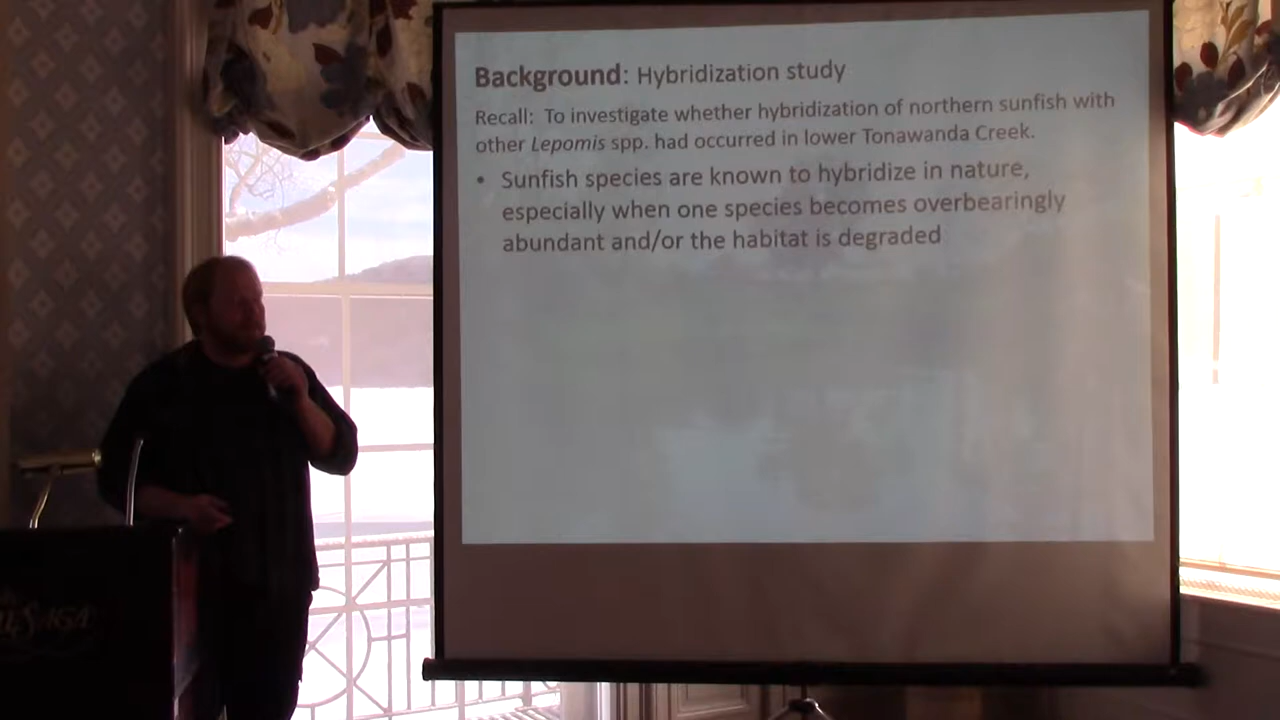 Background: Hybridization study
Recall: To investigate whether hybridization of northern sunfish with
other Lepomis spp. had occurred in lower Tonawanda Creek.
• Sunfish species are known to hybridize in nature,
especially when one species becomes overbearingly
abundant and/or the habitat is degraded